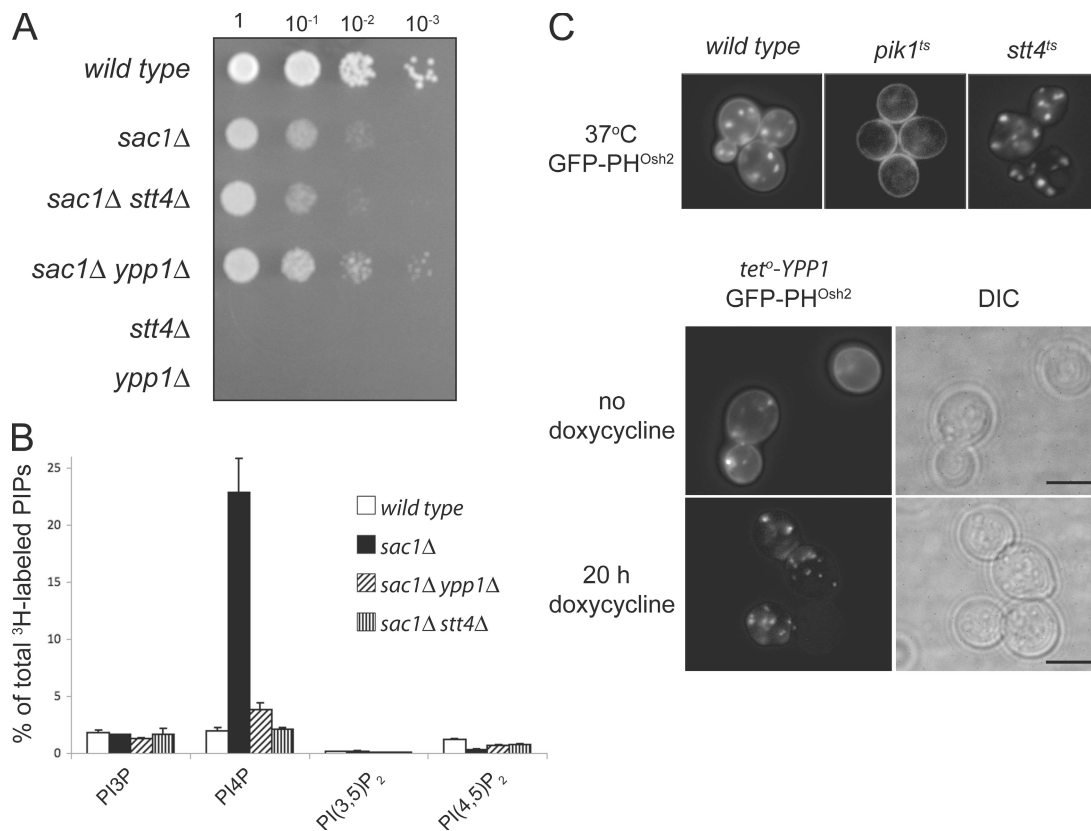 A
1 10⁻¹ 10⁻² 10⁻³
wild type
sac1Δ
sac1Δ stt4Δ
sac1Δ ypp1Δ
stt4Δ
ypp1Δ
B
% of total ³H-labeled PIPs
25
20
15
10
5
0
PI3P
PI4P
PI(3,5)P₂
PI(4,5)P₂
wild type
sac1Δ
sac1Δ ypp1Δ
sac1Δ stt4Δ
C
wild type pik1ᵗˢ stt4ᵗˢ
37°C
GFP-PHᴼˢʰ²
tetᵒ-YPP1
GFP-PHᴼˢʰ² DIC
no
doxycycline
20 h
doxycycline